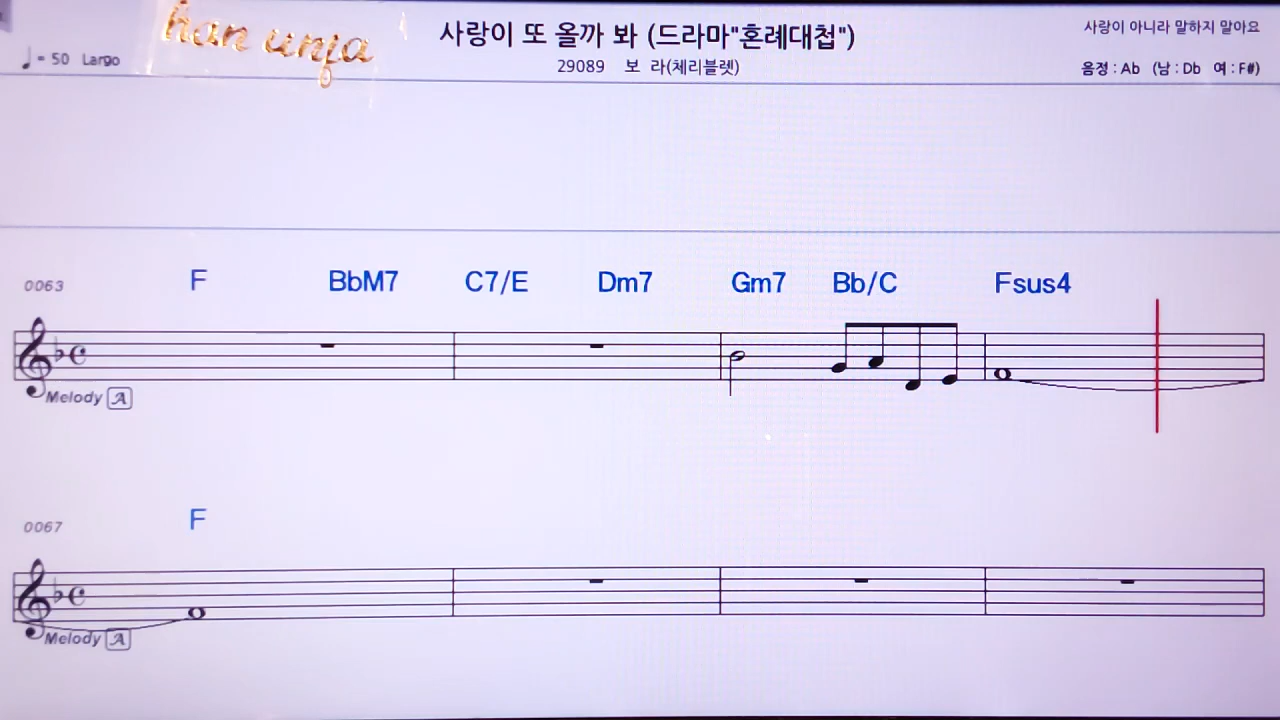 han unja
사랑이 또 올까 봐 (드라마"혼례대첩")
사랑이 아니라 말하지 말아요
♩= 50 Largo
29089 보 라(체리블렛)
음정 : Ab (남 : Db 여 : F#)
0063 F BbM7 C7/E Dm7 Gm7 Bb/C Fsus4
Melody A
0067 F
Melody A